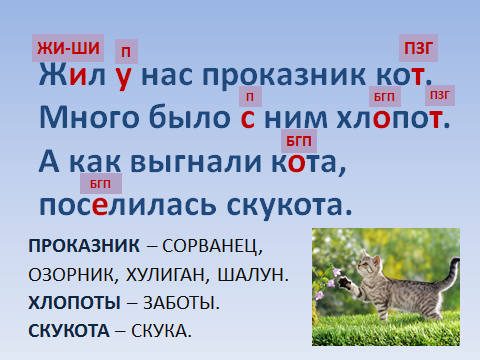 ЖИ-ШИ П ПЗГ
Жил у нас проказник кот.
П БГП ПЗГ
Много было с ним хлопот.
БГП
А как выгнали кота,
БГП
поселилась скукота.
ПРОКАЗНИК – СОРВАНЕЦ,
ОЗОРНИК, ХУЛИГАН, ШАЛУН.
ХЛОПОТЫ – ЗАБОТЫ.
СКУКОТА – СКУКА.